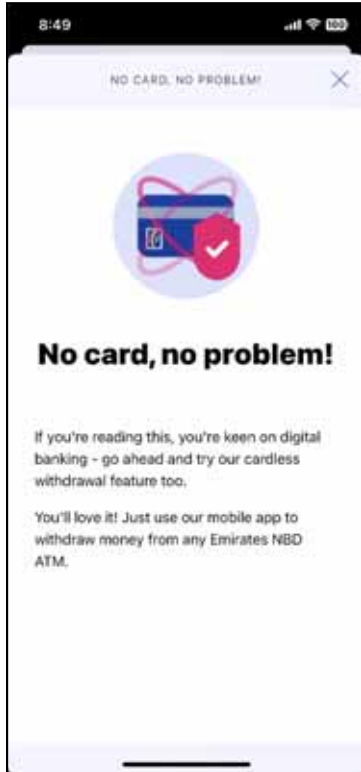 8:49
100
NO CARD, NO PROBLEM!
No card, no problem!
If you're reading this, you're keen on digital
banking - go ahead and try our cardless
withdrawal feature too.
You'll love it! Just use our mobile app to
withdraw money from any Emirates NBD
ATM.